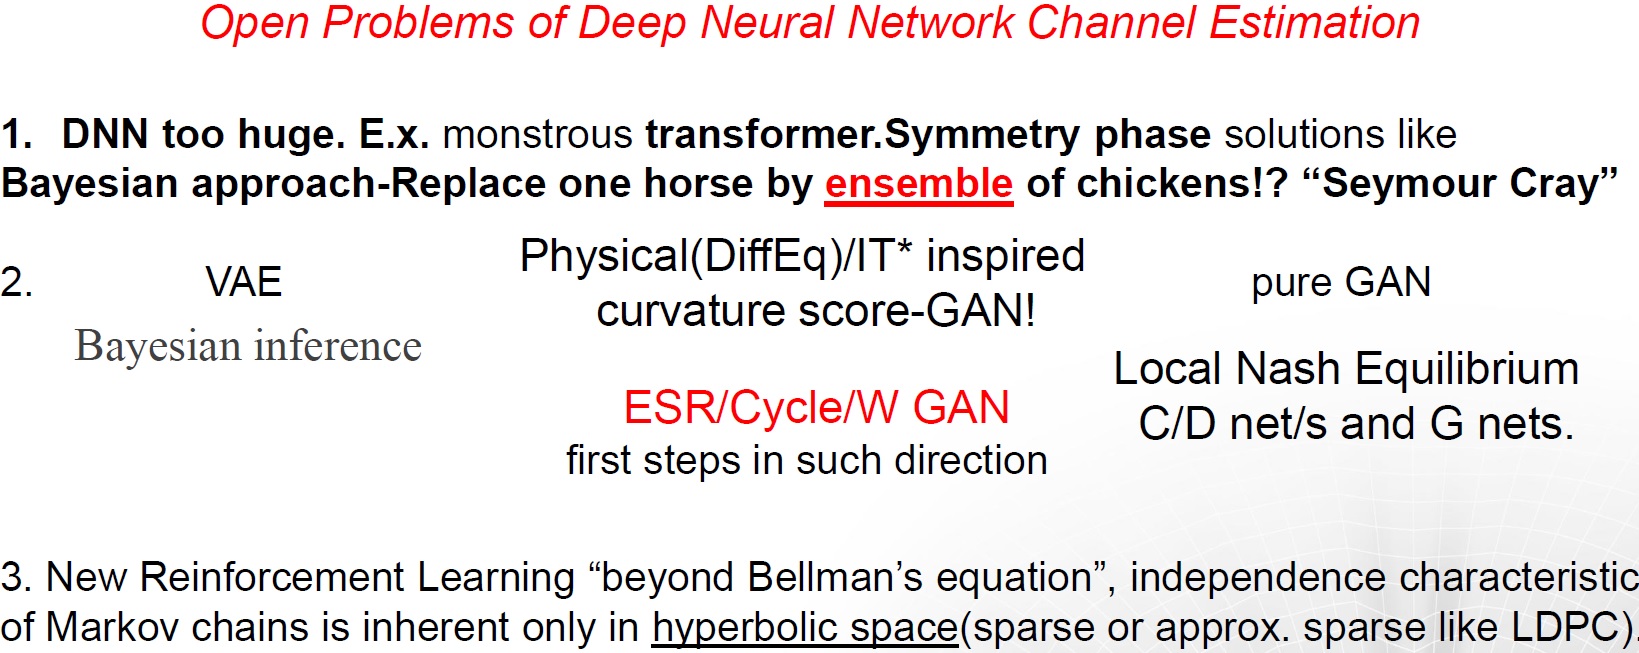 Open Problems of Deep Neural Network Channel Estimation
1. DNN too huge. E.x. monstrous transformer.Symmetry phase solutions like
Bayesian approach-Replace one horse by ensemble of chickens!? “Seymour Cray”
2.
VAE
Bayesian inference
Physical(DiffEq)/IT* inspired
curvature score-GAN!
ESR/Cycle/W GAN
first steps in such direction
pure GAN
Local Nash Equilibrium
C/D net/s and G nets.
3. New Reinforcement Learning “beyond Bellman’s equation”, independence characteristic
of Markov chains is inherent only in hyperbolic space(sparse or approx. sparse like LDPC).